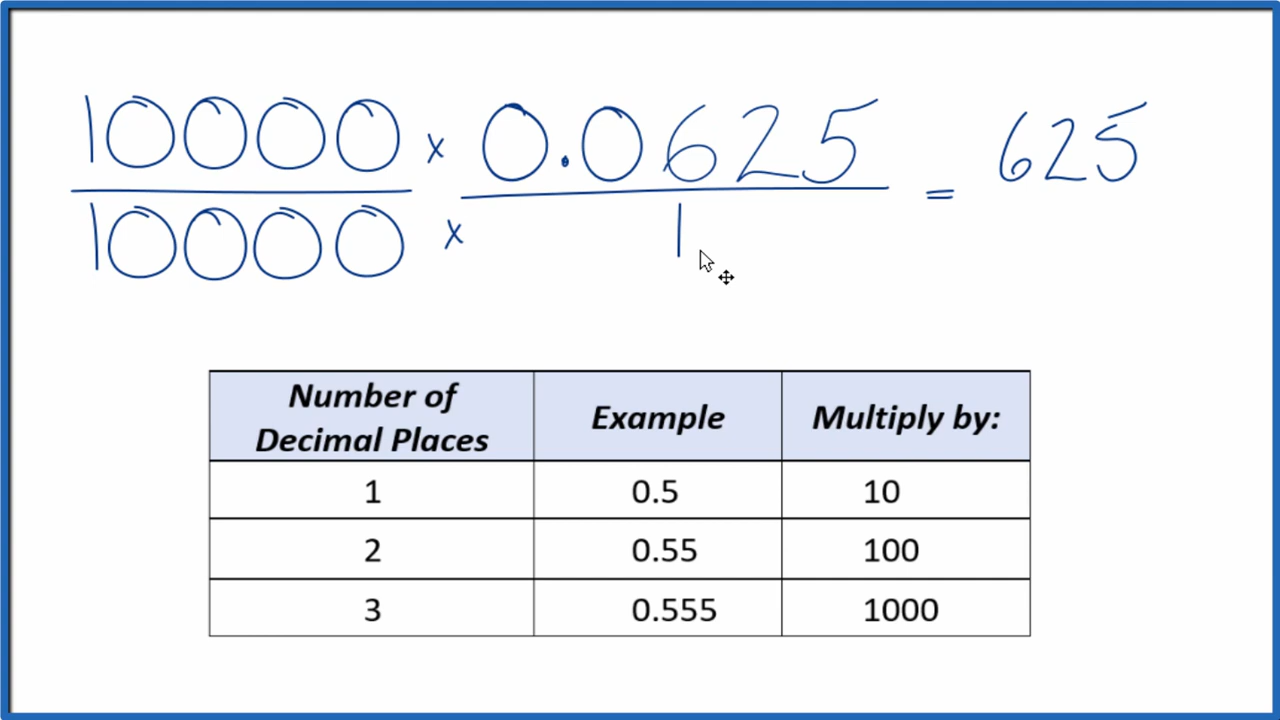 10000 x 0.0625 = 625
10000 x 1
Number of Decimal Places Example Multiply by:
1 0.5 10
2 0.55 100
3 0.555 1000